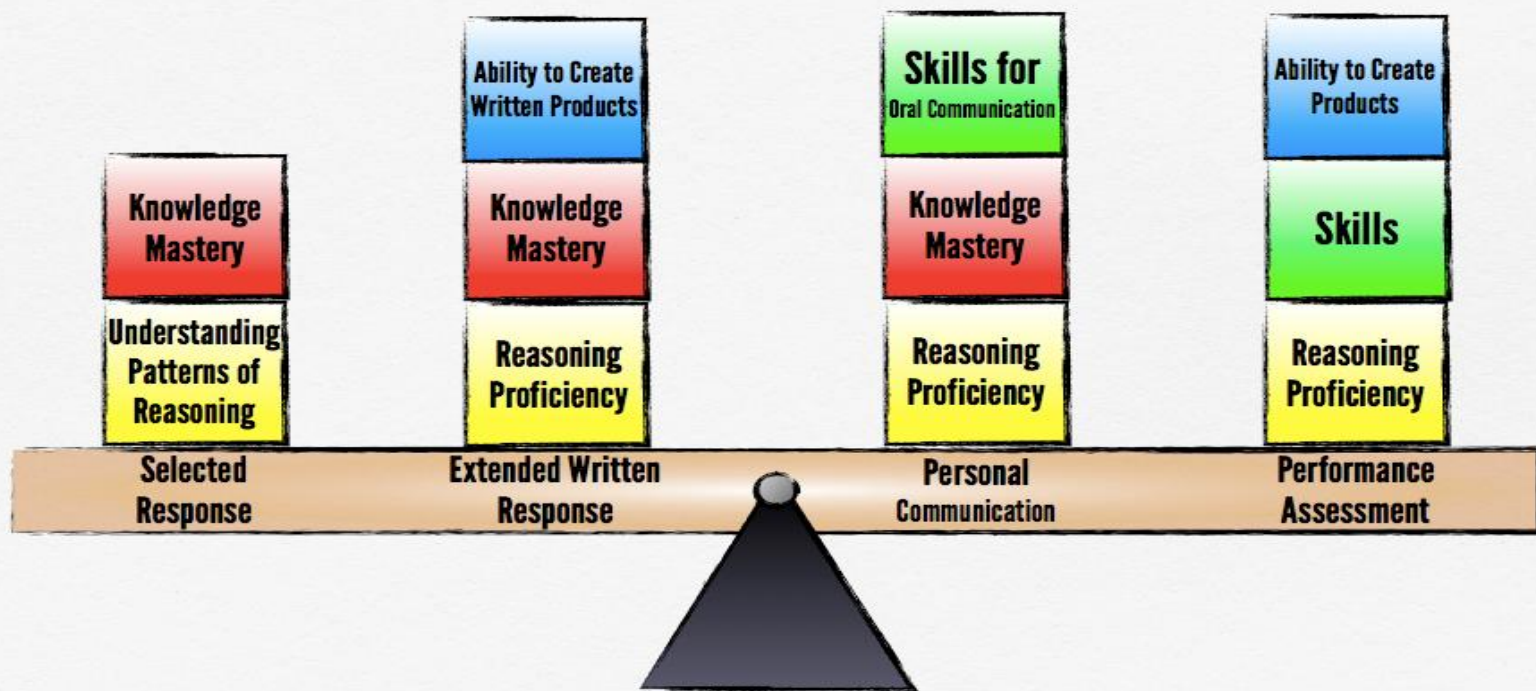 Knowledge
Mastery
Understanding
Patterns of
Reasoning
Selected
Response
Ability to Create
Written Products
Knowledge
Mastery
Reasoning
Proficiency
Extended Written
Response
Skills for
Oral Communication
Knowledge
Mastery
Reasoning
Proficiency
Personal
Communication
Ability to Create
Products
Skills
Reasoning
Proficiency
Performance
Assessment